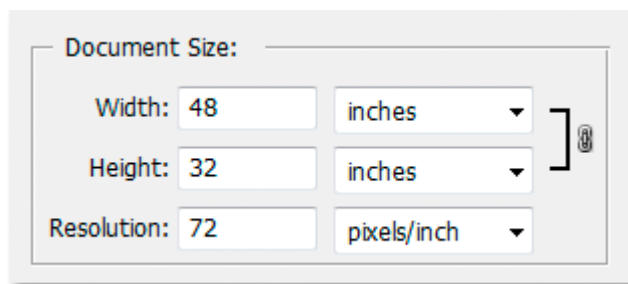 Document Size:
Width: 48 inches
Height: 32 inches
Resolution: 72 pixels/inch